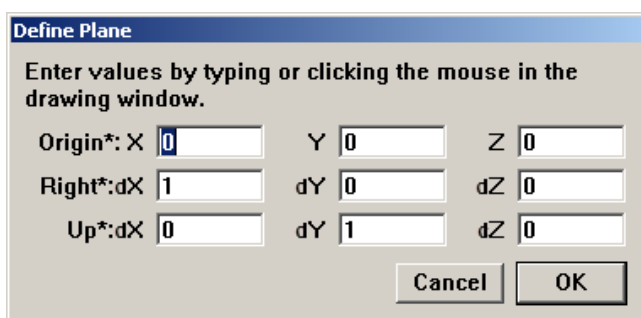 Define Plane
Enter values by typing or clicking the mouse in the
drawing window.
Origin*: X 0 Y 0 Z 0
Right*:dX 1 dY 0 dZ 0
Up*:dX 0 dY 1 dZ 0
Cancel OK